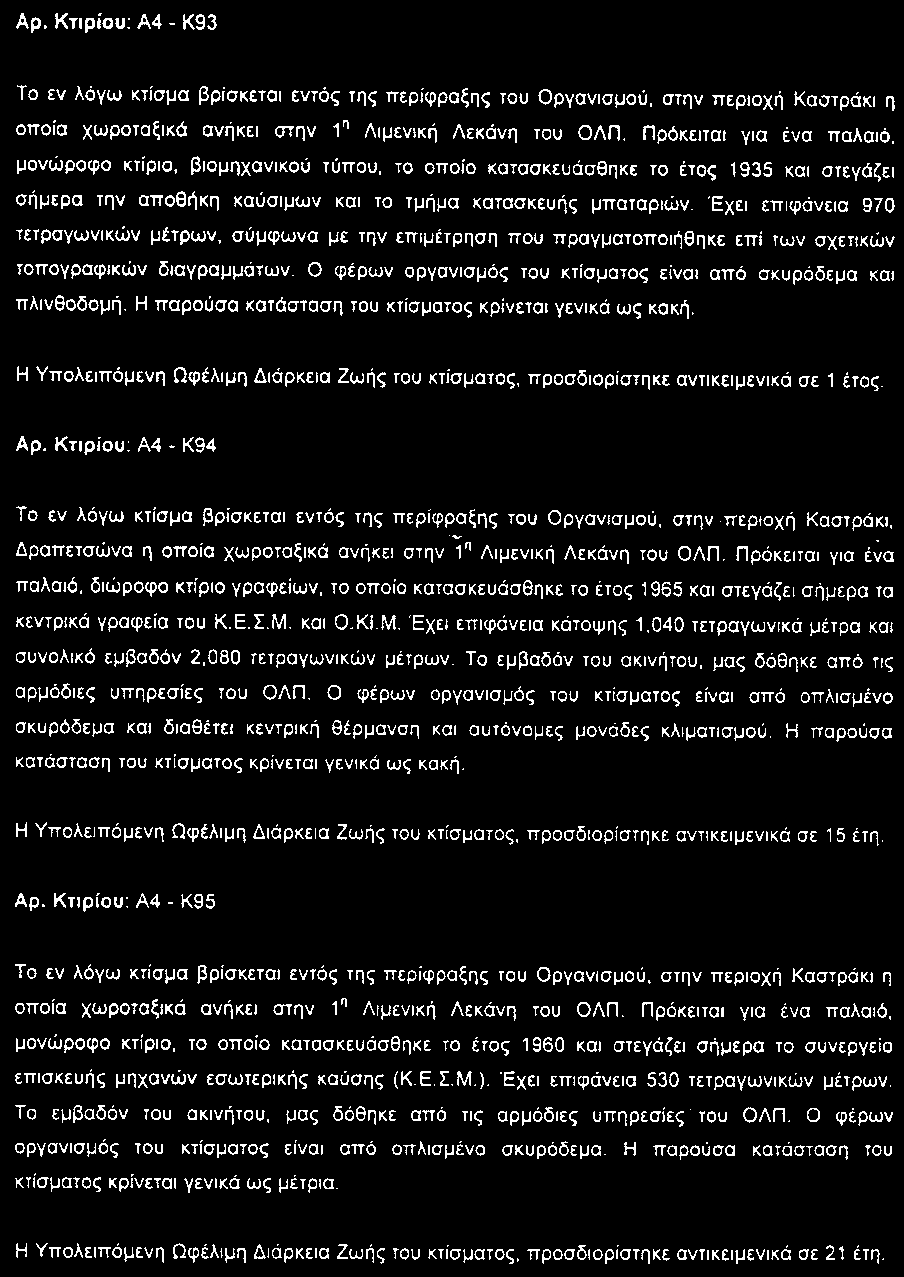 Αρ. Κτιρίου: Α4 - Κ93
Το εν λόγω κτίσμα βρίσκεται εντός της περίφραξης του Οργανισμού, στην περιοχή Καστράκι η
οποία χωροταξικά ανήκει στην 1η Λιμενική Λεκάνη του ΟΛΠ. Πρόκειται για ένα παλαιό,
μονώροφο κτίριο, βιομηχανικού τύπου, το οποίο κατασκευάσθηκε το έτος 1935 και στεγάζει
σήμερα την αποθήκη καύσιμων και το τμήμα κατασκευής μπαταριών. Έχει επιφάνεια 970
τετραγωνικών μέτρων, σύμφωνα με την επιμέτρηση που πραγματοποιήθηκε επί των σχετικών
τοπογραφικών διαγραμμάτων. Ο φέρων οργανισμός του κτίσματος είναι από σκυρόδεμα και
πλινθοδομή. Η παρούσα κατάσταση του κτίσματος κρίνεται γενικά ως κακή.
Η Υπολειπόμενη Ωφέλιμη Διάρκεια Ζωής του κτίσματος, προσδιορίστηκε αντικειμενικά σε 1 έτος.
Αρ. Κτιρίου: Α4 - Κ94
Το εν λόγω κτίσμα βρίσκεται εντός της περίφραξης του Οργανισμού, στην περιοχή Καστράκι,
Δραπετσώνα η οποία χωροταξικά ανήκει στην 1η Λιμενική Λεκάνη του ΟΛΠ. Πρόκειται για ένα
παλαιό, διώροφο κτίριο γραφείων, το οποίο κατασκευάσθηκε το έτος 1965 και στεγάζει σήμερα τα
κεντρικά γραφεία του Κ.Ε.Σ.Μ. και Ο.ΚΙ.Μ. Έχει επιφάνεια κάτοψης 1,040 τετραγωνικά μέτρα και
συνολικό εμβαδόν 2,080 τετραγωνικών μέτρων. Το εμβαδόν του ακινήτου, μας δόθηκε από τις
αρμόδιες υπηρεσίες του ΟΛΠ. Ο φέρων οργανισμός του κτίσματος είναι από οπλισμένο
σκυρόδεμα και διαθέτει κεντρική θέρμανση και αυτόνομες μονάδες κλιματισμού. Η παρούσα
κατάσταση του κτίσματος κρίνεται γενικά ως κακή.
Η Υπολειπόμενη Ωφέλιμη Διάρκεια Ζωής του κτίσματος, προσδιορίστηκε αντικειμενικά σε 15 έτη.
Αρ. Κτιρίου: Α4 - Κ95
Το εν λόγω κτίσμα βρίσκεται εντός της περίφραξης του Οργανισμού, στην περιοχή Καστράκι η
οποία χωροταξικά ανήκει στην 1η Λιμενική Λεκάνη του ΟΛΠ. Πρόκειται για ένα παλαιό,
μονώροφο κτίριο, το οποίο κατασκευάσθηκε το έτος 1960 και στεγάζει σήμερα το συνεργείο
επισκευής μηχανών εσωτερικής καύσης (Κ.Ε.Σ.Μ.). Έχει επιφάνεια 530 τετραγωνικών μέτρων.
Το εμβαδόν του ακινήτου, μας δόθηκε από τις αρμόδιες υπηρεσίες του ΟΛΠ. Ο φέρων
οργανισμός του κτίσματος είναι από οπλισμένο σκυρόδεμα. Η παρούσα κατάσταση του
κτίσματος κρίνεται γενικά ως μέτρια.
Η Υπολειπόμενη Ωφέλιμη Διάρκεια Ζωής του κτίσματος, προσδιορίστηκε αντικειμενικά σε 21 έτη.